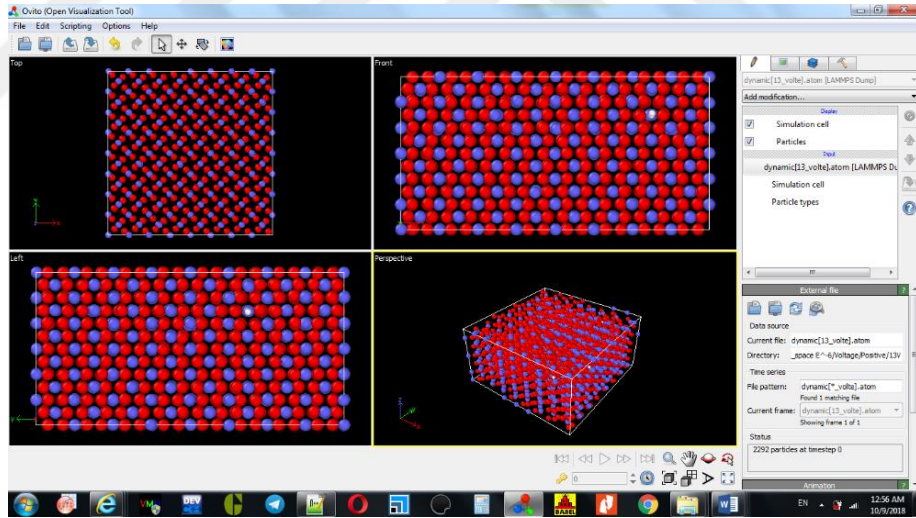 Ovito (Open Visualization Tool)
File Edit Scripting Options Help
Top
Front
Left
Perspective
dynamic[13_volte].atom [LAMMPS Dump]
Add modification...
Display
Simulation cell
Particles
Input
dynamic[13_volte].atom [LAMMPS Du
Simulation cell
Particle types
External file
Data source
Current file: dynamic[13_volte].atom
Directory: _space E^-6/Voltage/Positive/13V
Time series
File pattern: dynamic[*_volte].atom
Found 1 matching file
Current frame: dynamic[13_volte].atom
Showing frame 1 of 1
Status
2292 particles at timestep 0
Animation
0
EN
12:56 AM
10/9/2018